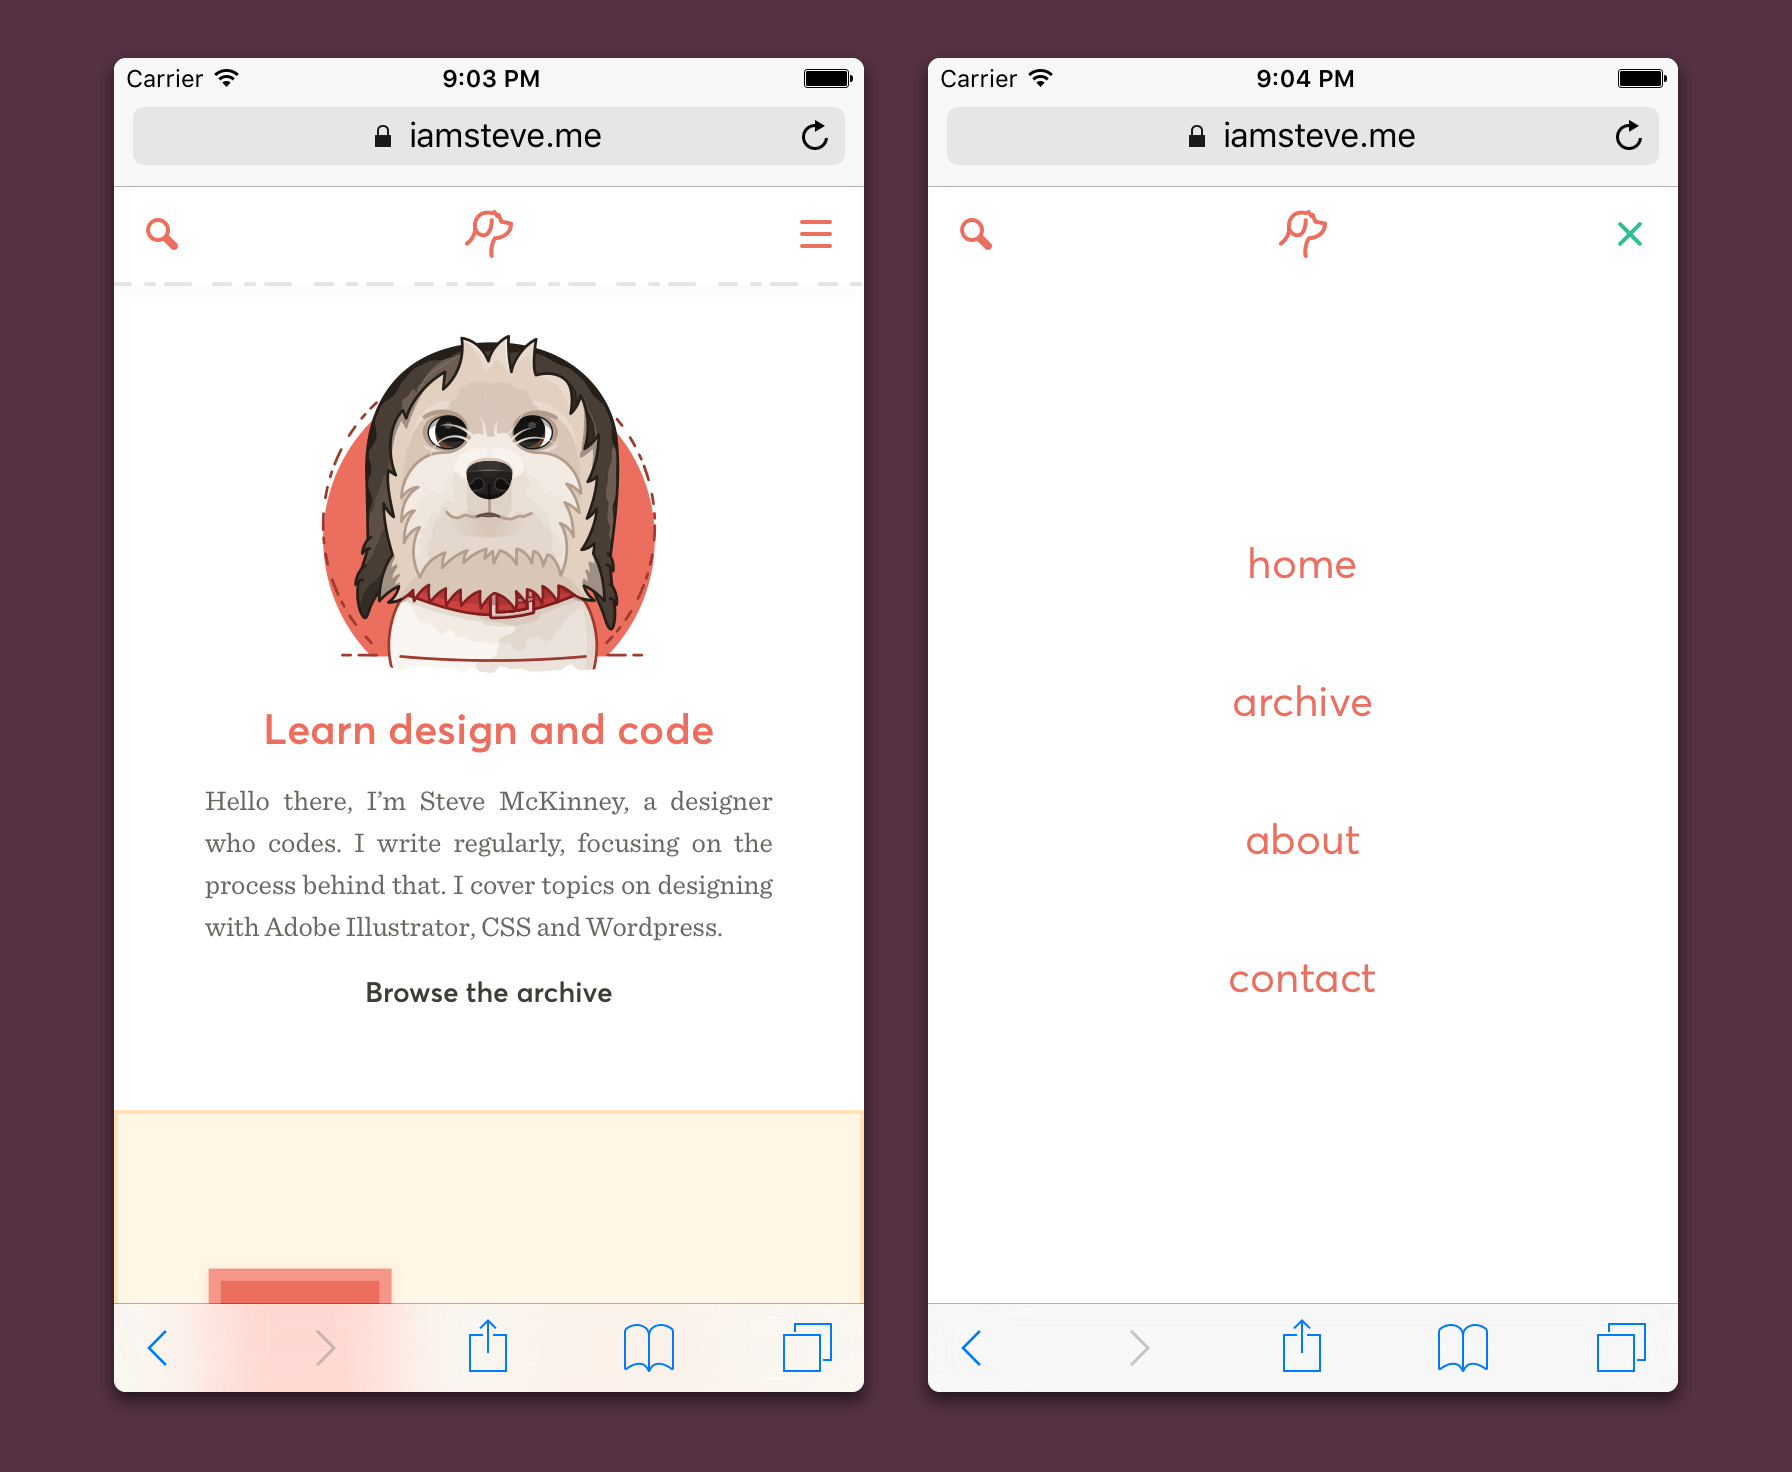 Carrier 9:03 PM
iamsteve.me
Learn design and code
Hello there, I’m Steve McKinney, a designer
who codes. I write regularly, focusing on the
process behind that. I cover topics on designing
with Adobe Illustrator, CSS and Wordpress.
Browse the archive
Carrier 9:04 PM
iamsteve.me
home
archive
about
contact